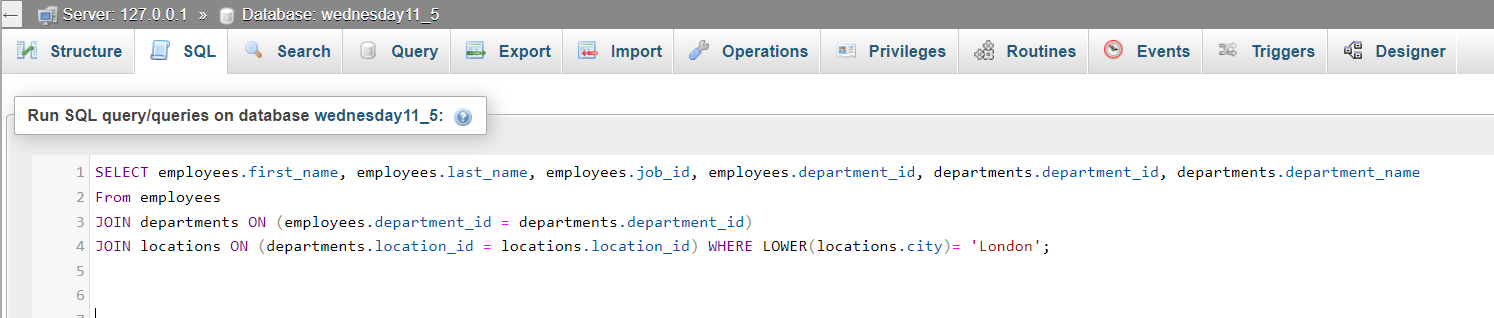 ← Server: 127.0.0.1 » Database: wednesday11_5
Structure SQL Search Query Export Import Operations Privileges Routines Events Triggers Designer
Run SQL query/queries on database wednesday11_5:
1 SELECT employees.first_name, employees.last_name, employees.job_id, employees.department_id, departments.department_id, departments.department_name
2 From employees
3 JOIN departments ON (employees.department_id = departments.department_id)
4 JOIN locations ON (departments.location_id = locations.location_id) WHERE LOWER(locations.city)= 'London';
5
6
7